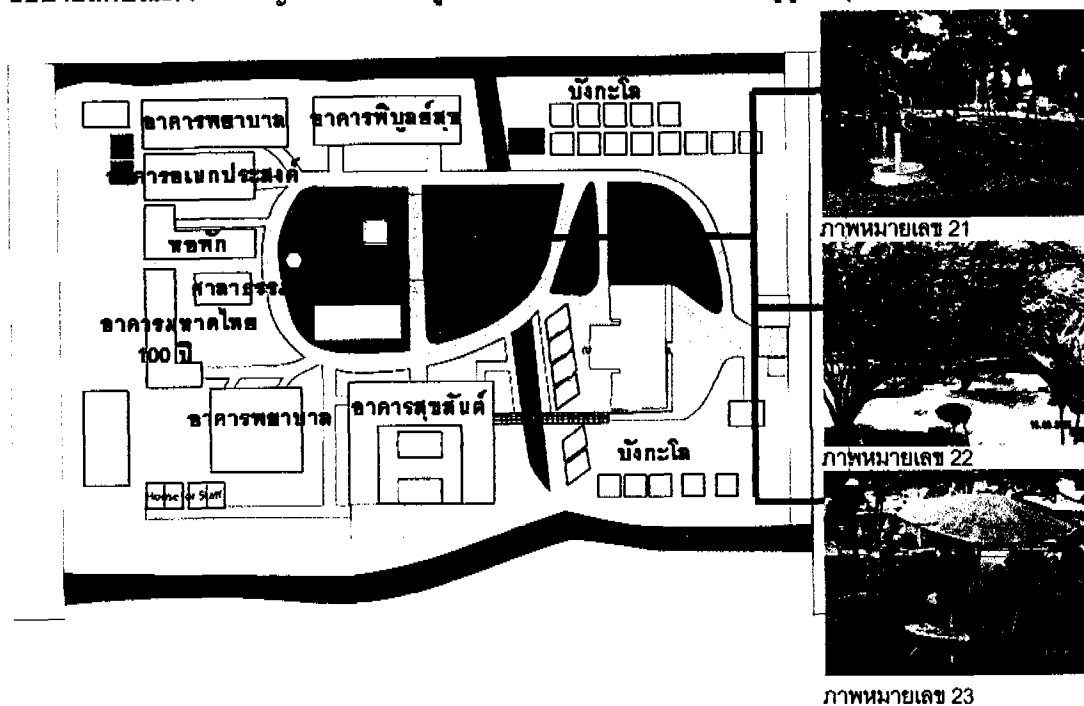 บังกะโล
อาคารพยาบาล
อาคารพิบูลย์สุข
อาคารอเนกประสงค์
หอพัก
ศาลาธรรม
อาคารมหาดไทย
100 ปี
อาคารพยาบาล
อาคารสุขสันต์
บังกะโล
House for Staff
ภาพหมายเลข 21
ภาพหมายเลข 22
ภาพหมายเลข 23